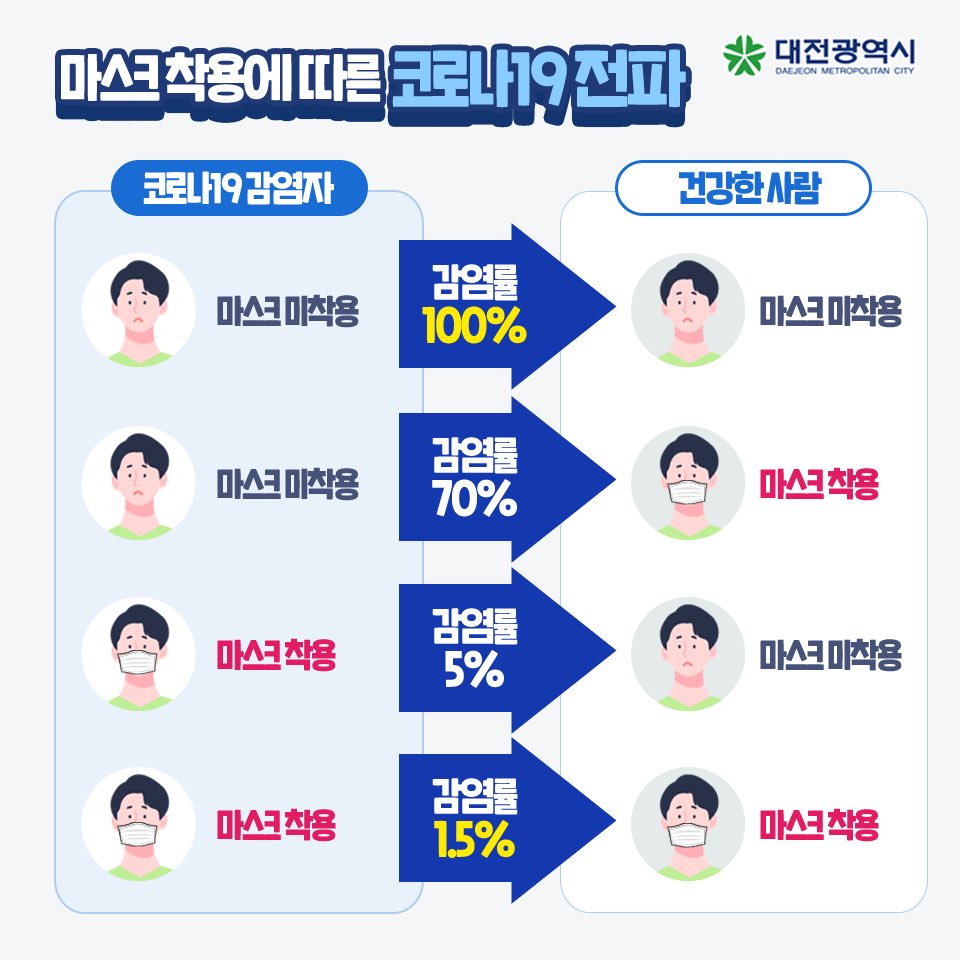 마스크 착용에 따른 코로나19 전파
대전광역시
DAEJEON METROPOLITAN CITY
코로나19 감염자
건강한 사람
마스크 미착용
감염률
100%
마스크 미착용
마스크 미착용
감염률
70%
마스크 착용
마스크 착용
감염률
5%
마스크 미착용
마스크 착용
감염률
1.5%
마스크 착용